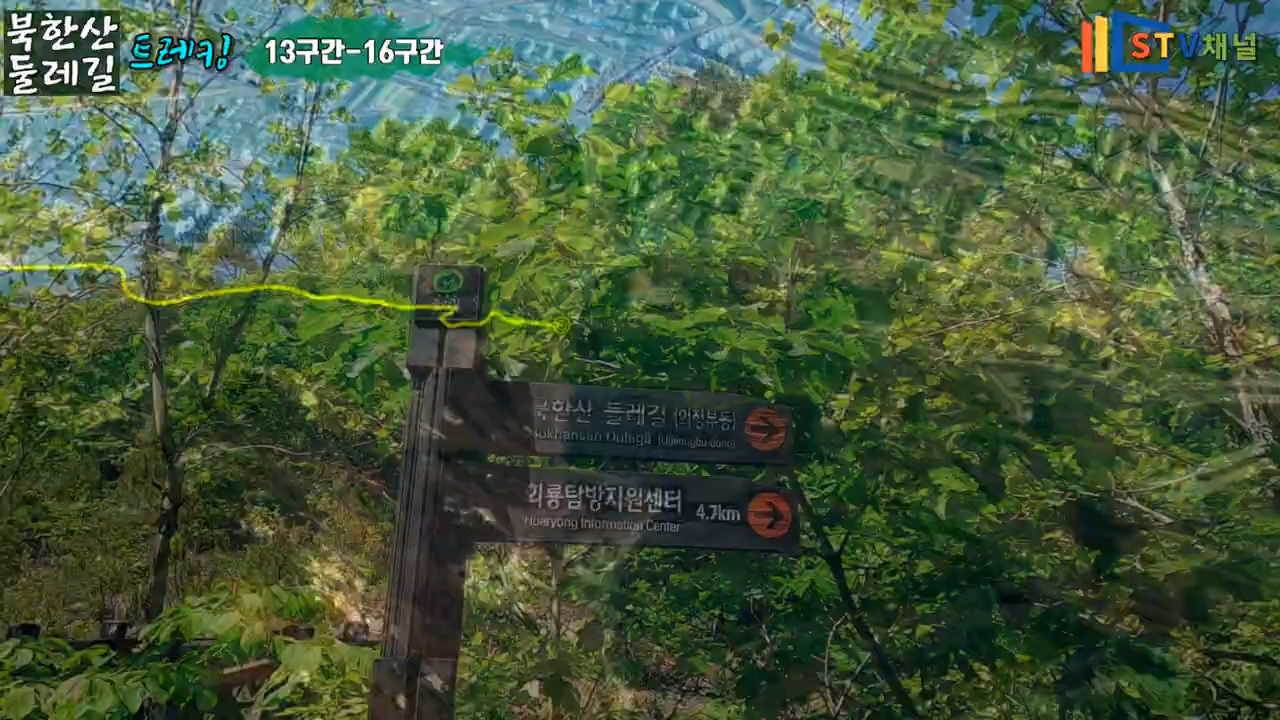 북한산
둘레길
트레킹
13구간-16구간
STV채널
북한산 둘레길 (의정부동)
Bukhansan Dulegil (Uijeongbu-dong)
회룡탐방지원센터 4.7km
Hoeryong Information Center